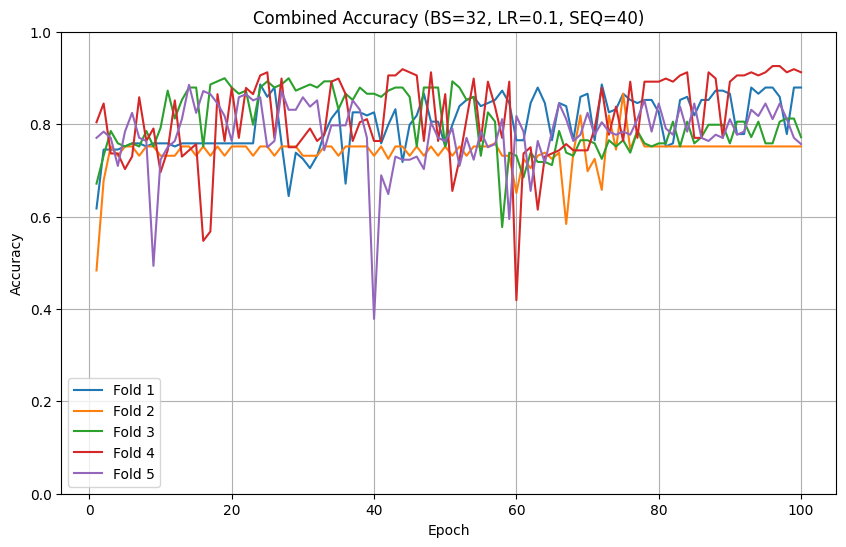 Combined Accuracy (BS=32, LR=0.1, SEQ=40)
1.0
0.8
0.6
0.4
0.2
0.0
Accuracy
Fold 1
Fold 2
Fold 3
Fold 4
Fold 5
0 20 40 60 80 100
Epoch